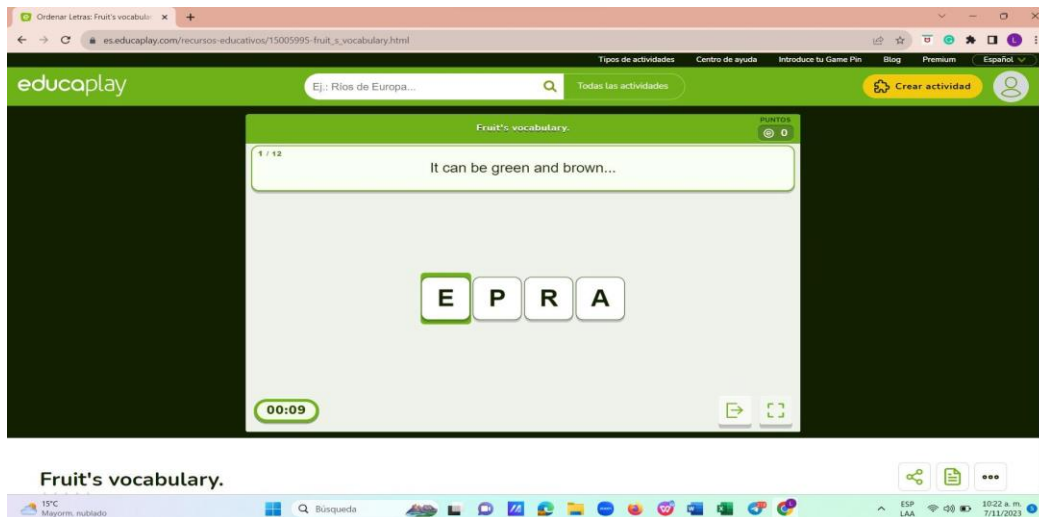 Ordenar Letras: Fruit's vocabula
es.educaplay.com/recursos-educativos/15005995-fruit_s_vocabulary.html
Tipos de actividades Centro de ayuda Introduce tu Game Pin Blog Premium Español
educaplay Ej.: Ríos de Europa... Todas las actividades Crear actividad
Fruit's vocabulary. PUNTOS
0
1 / 12
It can be green and brown...
E P R A
00:09
Fruit's vocabulary.
15°C
Mayorm. nublado
Búsqueda
ESP
LAA
10:22 a. m.
7/11/2023